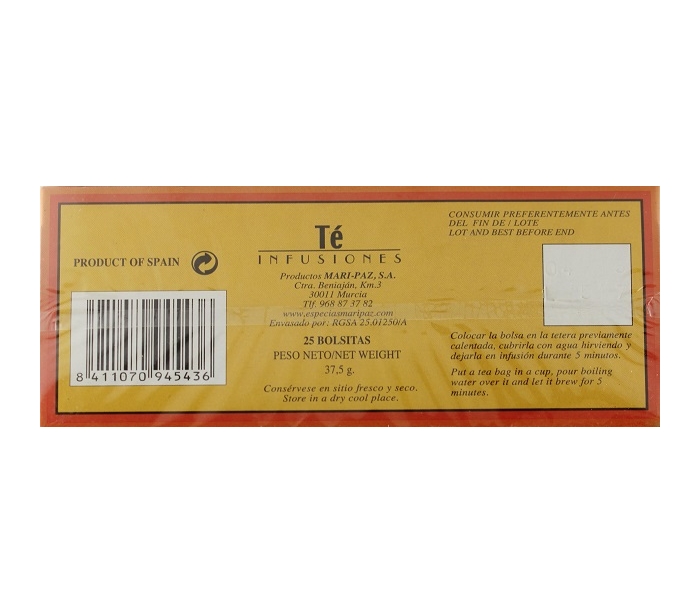 PRODUCT OF SPAIN
8 411070 945436
Té
INFUSIONES
Productos MARI-PAZ, S.A.
Ctra. Beniaján, Km.3
30011 Murcia
Tlf. 968 87 37 82
www.especiasmaripaz.com
Envasado por: RGSA 25.01250/A
25 BOLSITAS
PESO NETO/NET WEIGHT
37,5 g.
Consérvese en sitio fresco y seco.
Store in a dry cool place.
CONSUMIR PREFERENTEMENTE ANTES
DEL FIN DE / LOTE
LOT AND BEST BEFORE END
Colocar la bolsa en la tetera previamente
calentada, cubrirla con agua hirviendo y
dejarla en infusión durante 5 minutos.
Put a tea bag in a cup, pour boiling
water over it and let it brew for 5
minutes.